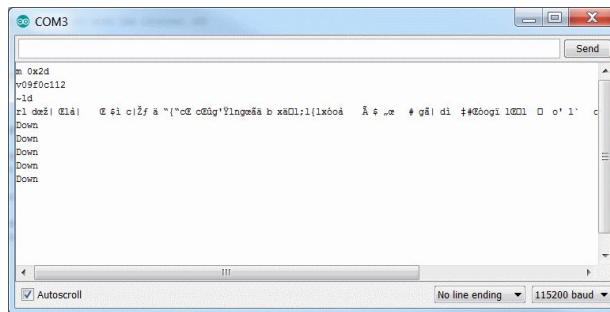 COM3
Send
m 0x2d
v09f0c112
~ld
Down
Down
Down
Down
Down
Autoscroll
No line ending
115200 baud